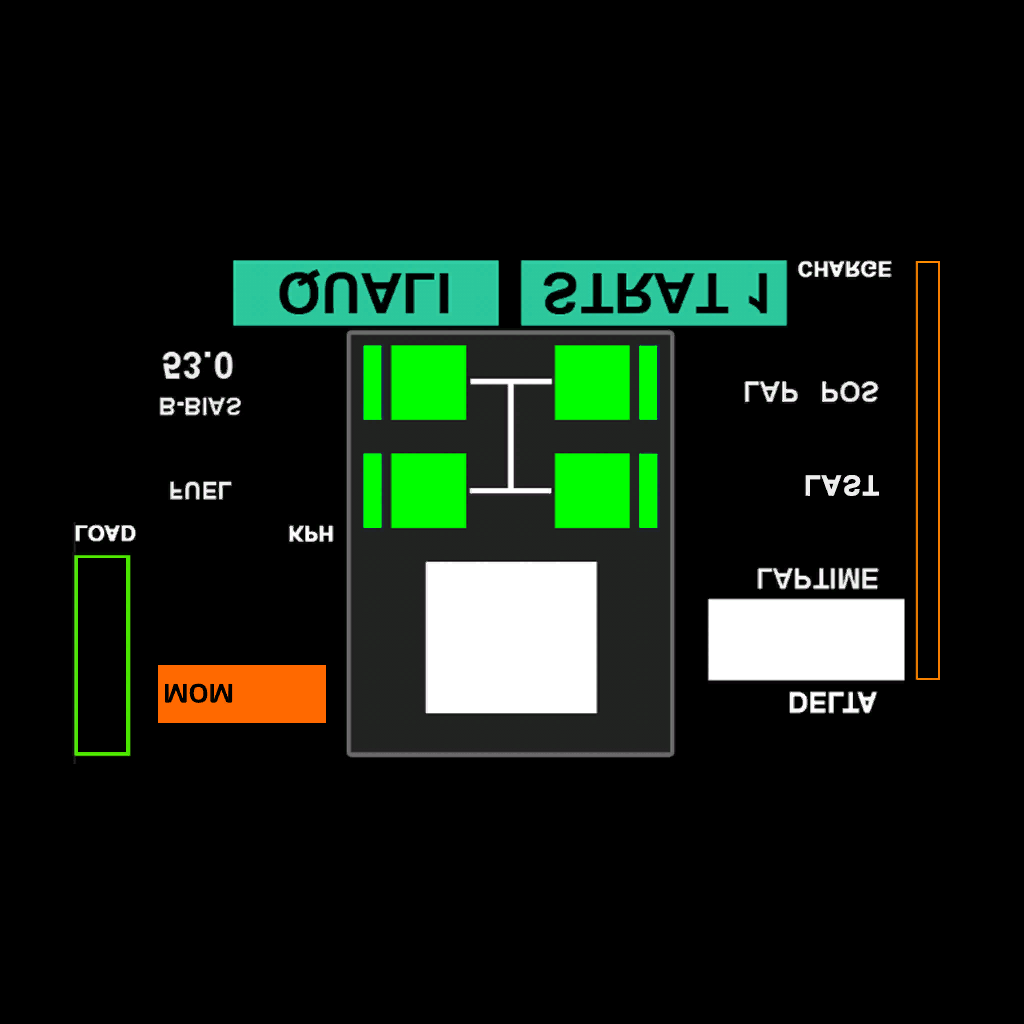 QUALI
STRAT 1
CHARGE
53.0
B-BIAS
LAP POS
FUEL
LAST
LOAD
KPH
LAPTIME
MOM
DELTA